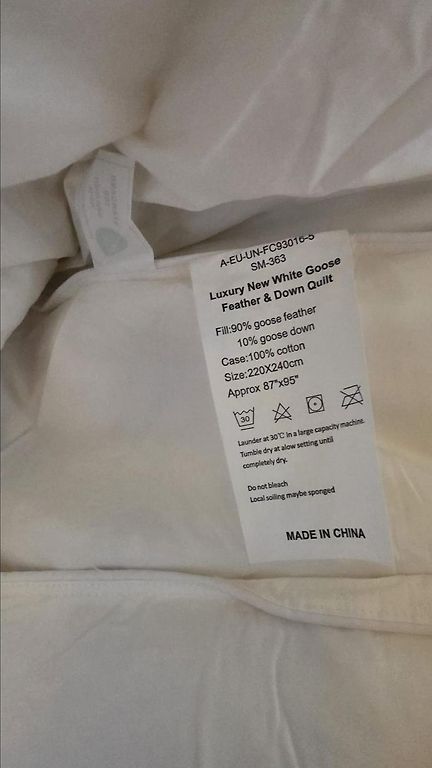 A-EU-UN-FC93016-5
SM-363
Luxury New White Goose
Feather & Down Quilt
Fill:90% goose feather
10% goose down
Case:100% cotton
Size:220X240cm
Approx 87"x95"
30
Launder at 30℃ in a large capacity machine.
Tumble dry at alow setting until
completely dry.
Do not bleach
Local soiling maybe sponged
MADE IN CHINA